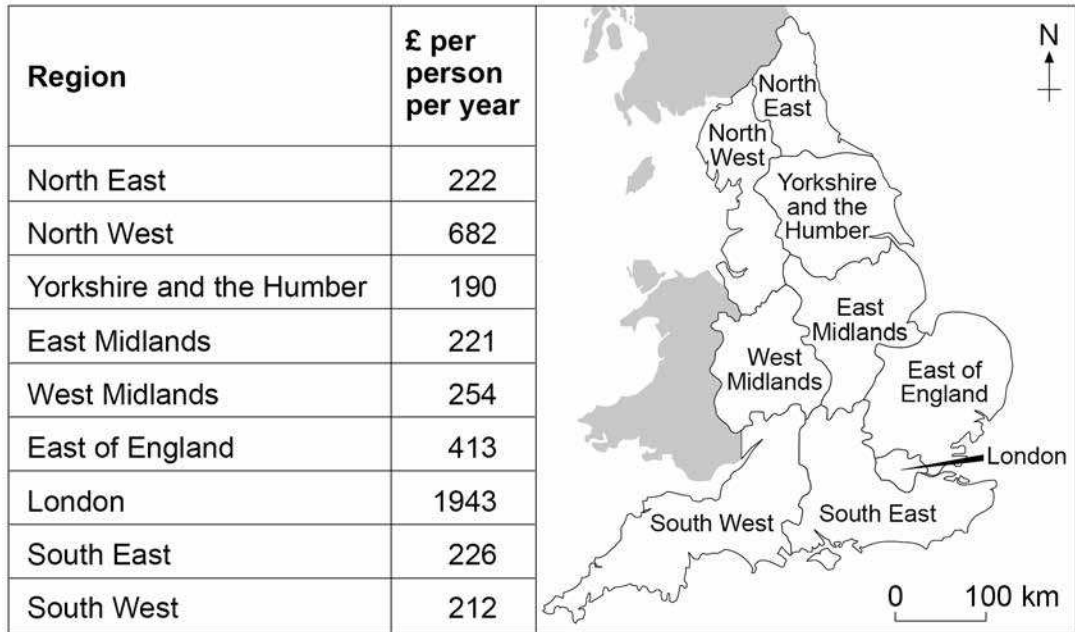 Region
£ per
person
per year
North East
222
North West
682
Yorkshire and the Humber
190
East Midlands
221
West Midlands
254
East of England
413
London
1943
South East
226
South West
212
N
North
East
North
West
Yorkshire
and the
Humber
East
Midlands
West
Midlands
East of
England
London
South West
South East
0 100 km